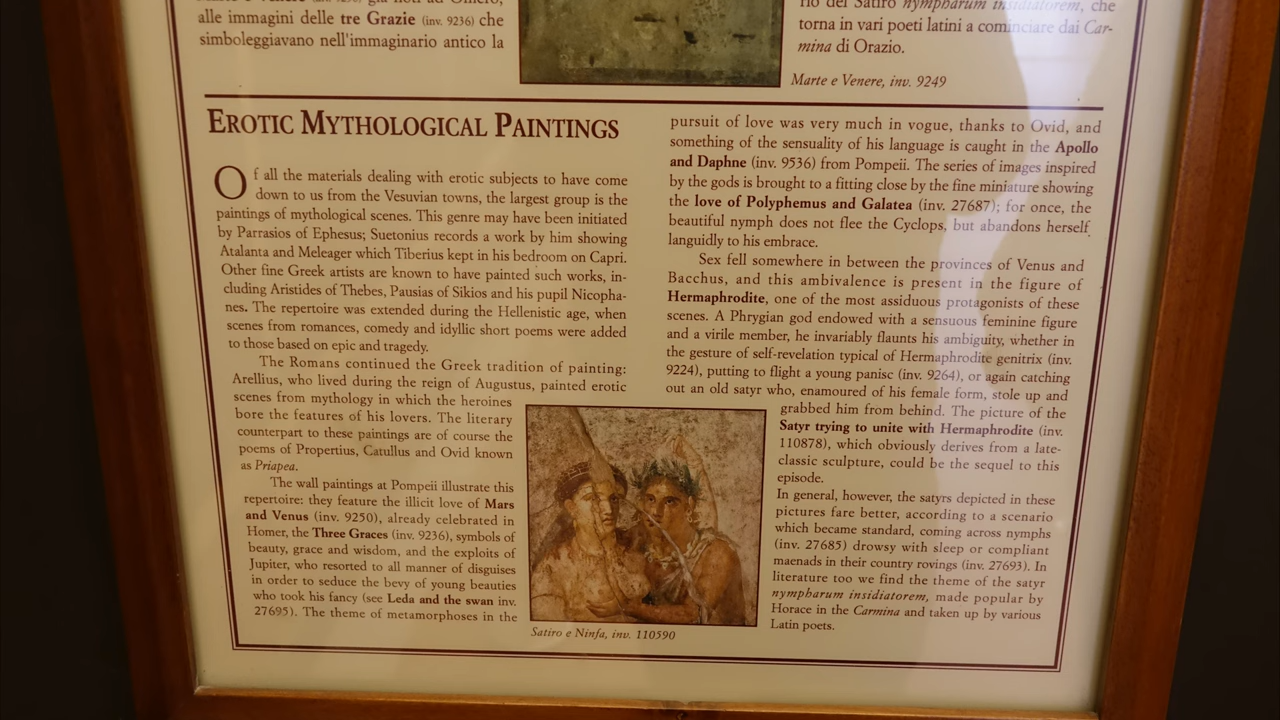 alle immagini delle tre Grazie (inv. 9236) che
simboleggiavano nell'immaginario antico la
rio del Satiro nympharum insidiatorem, che
torna in vari poeti latini a cominciare dai Car-
mina di Orazio.
Marte e Venere, inv. 9249
EROTIC MYTHOLOGICAL PAINTINGS
Of all the materials dealing with erotic subjects to have come
down to us from the Vesuvian towns, the largest group is the
paintings of mythological scenes. This genre may have been initiated
by Parrasios of Ephesus; Suetonius records a work by him showing
Atalanta and Meleager which Tiberius kept in his bedroom on Capri.
Other fine Greek artists are known to have painted such works, in-
cluding Aristides of Thebes, Pausias of Sikios and his pupil Nicopha-
nes. The repertoire was extended during the Hellenistic age, when
scenes from romances, comedy and idyllic short poems were added
to those based on epic and tragedy.
The Romans continued the Greek tradition of painting:
Arellius, who lived during the reign of Augustus, painted erotic
scenes from mythology in which the heroines
bore the features of his lovers. The literary
counterpart to these paintings are of course the
poems of Propertius, Catullus and Ovid known
as Priapea.
The wall paintings at Pompeii illustrate this
repertoire: they feature the illicit love of Mars
and Venus (inv. 9250), already celebrated in
Homer, the Three Graces (inv. 9236), symbols of
beauty, grace and wisdom, and the exploits of
Jupiter, who resorted to all manner of disguises
in order to seduce the bevy of young beauties
who took his fancy (see Leda and the swan inv.
27695). The theme of metamorphoses in the
Satiro e Ninfa, inv. 110590
pursuit of love was very much in vogue, thanks to Ovid, and
something of the sensuality of his language is caught in the Apollo
and Daphne (inv. 9536) from Pompeii. The series of images inspired
by the gods is brought to a fitting close by the fine miniature showing
the love of Polyphemus and Galatea (inv. 27687); for once, the
beautiful nymph does not flee the Cyclops, but abandons herself
languidly to his embrace.
Sex fell somewhere in between the provinces of Venus and
Bacchus, and this ambivalence is present in the figure of
Hermaphrodite, one of the most assiduous protagonists of these
scenes. A Phrygian god endowed with a sensuous feminine figure
and a virile member, he invariably flaunts his ambiguity, whether in
the gesture of self-revelation typical of Hermaphrodite genitrix (inv.
9224), putting to flight a young panisc (inv. 9264), or again catching
out an old satyr who, enamoured of his female form, stole up and
grabbed him from behind. The picture of the
Satyr trying to unite with Hermaphrodite (inv.
110878), which obviously derives from a late-
classic sculpture, could be the sequel to this
episode.
In general, however, the satyrs depicted in these
pictures fare better, according to a scenario
which became standard, coming across nymphs
(inv. 27685) drowsy with sleep or compliant
maenads in their country rovings (inv. 27693). In
literature too we find the theme of the satyr
nympharum insidiatorem, made popular by
Horace in the Carmina and taken up by various
Latin poets.